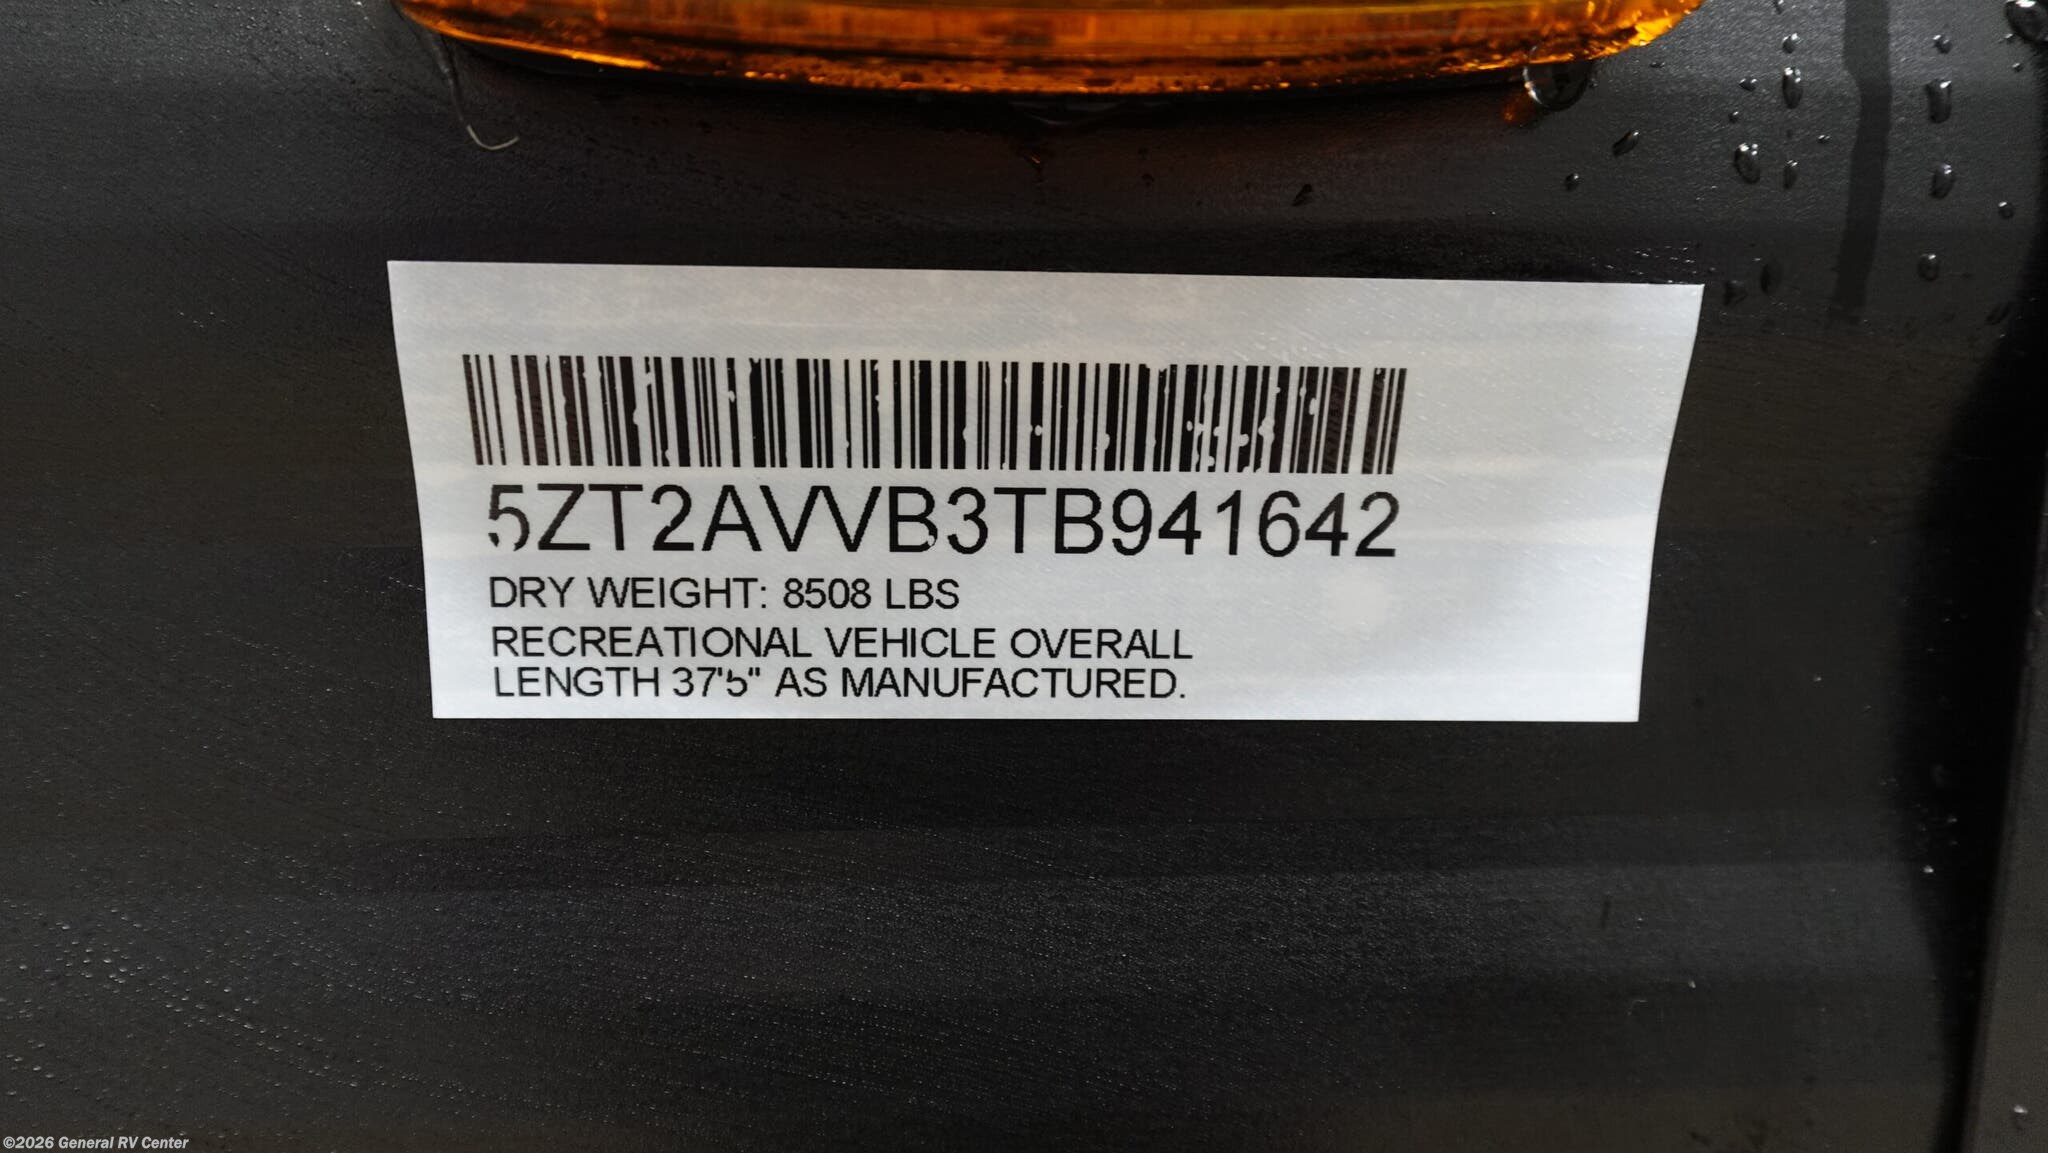 5ZT2AVVB3TB941642
DRY WEIGHT: 8508 LBS
RECREATIONAL VEHICLE OVERALL
LENGTH 37'5" AS MANUFACTURED.
©2026 General RV Center